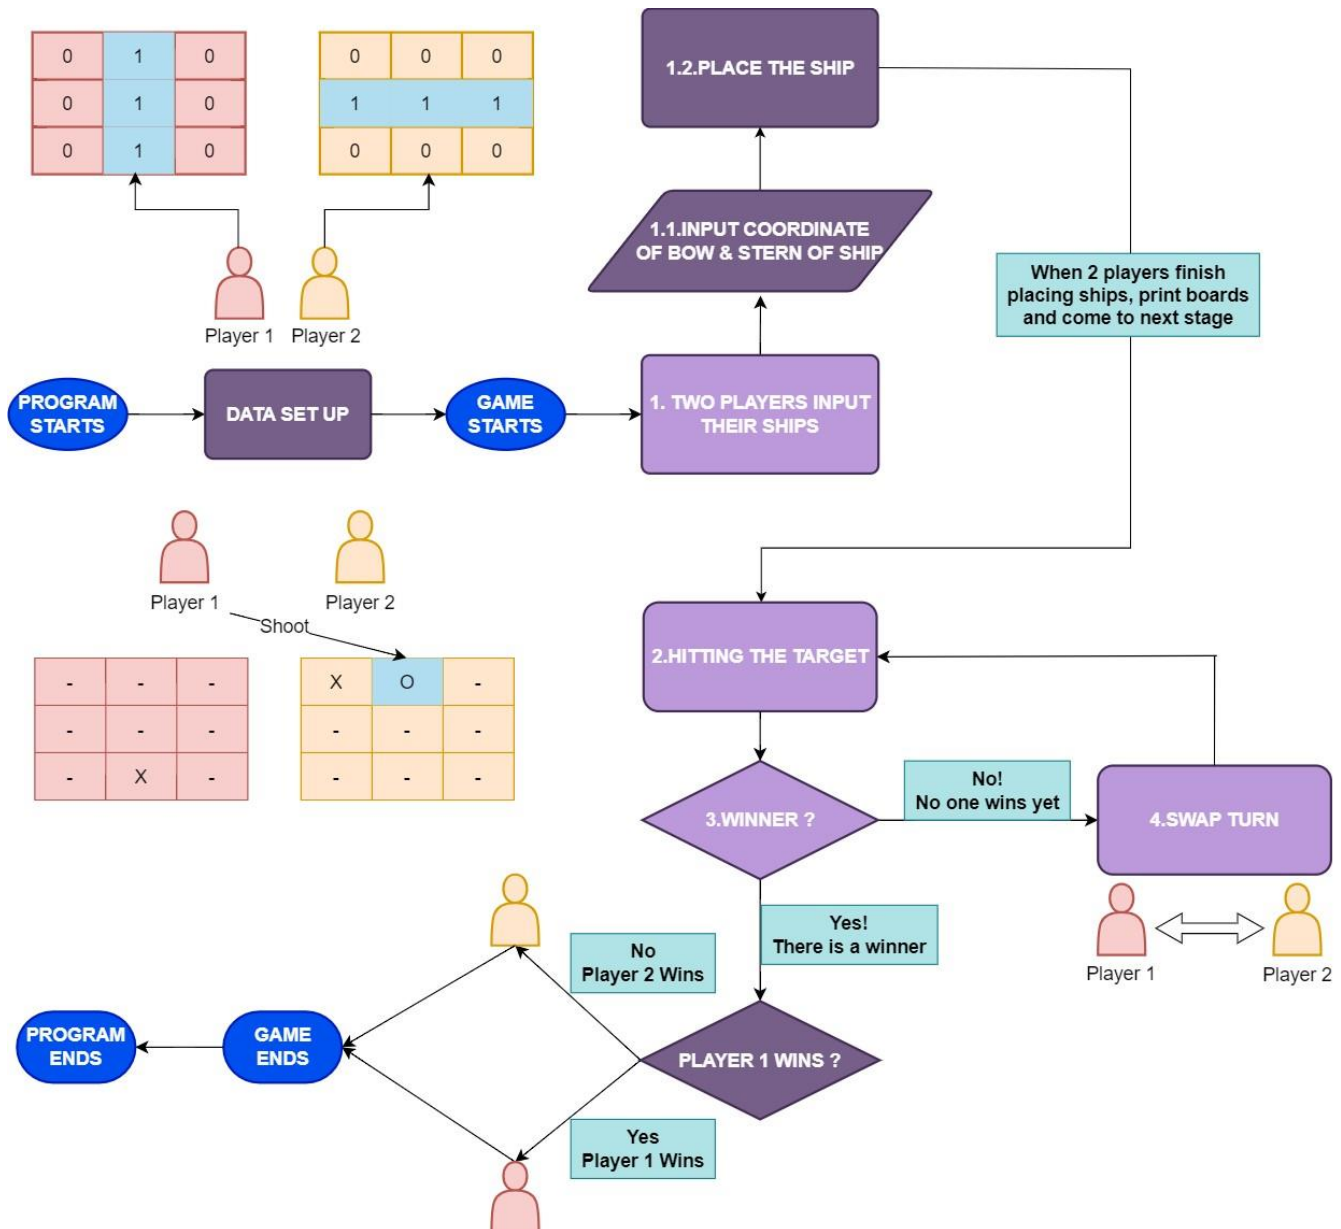 0 1 0
0 1 0
0 1 0
0 0 0
1 1 1
0 0 0
Player 1
Player 2
1.2.PLACE THE SHIP
1.1.INPUT COORDINATE
OF BOW & STERN OF SHIP
When 2 players finish
placing ships, print boards
and come to next stage
PROGRAM
STARTS
DATA SET UP
GAME
STARTS
1. TWO PLAYERS INPUT
THEIR SHIPS
Player 1
Player 2
Shoot
- - -
- - -
- X -
X O -
- - -
- - -
2.HITTING THE TARGET
3.WINNER ?
No!
No one wins yet
4.SWAP TURN
Player 1
Player 2
Yes!
There is a winner
No
Player 2 Wins
PROGRAM
ENDS
GAME
ENDS
PLAYER 1 WINS ?
Yes
Player 1 Wins